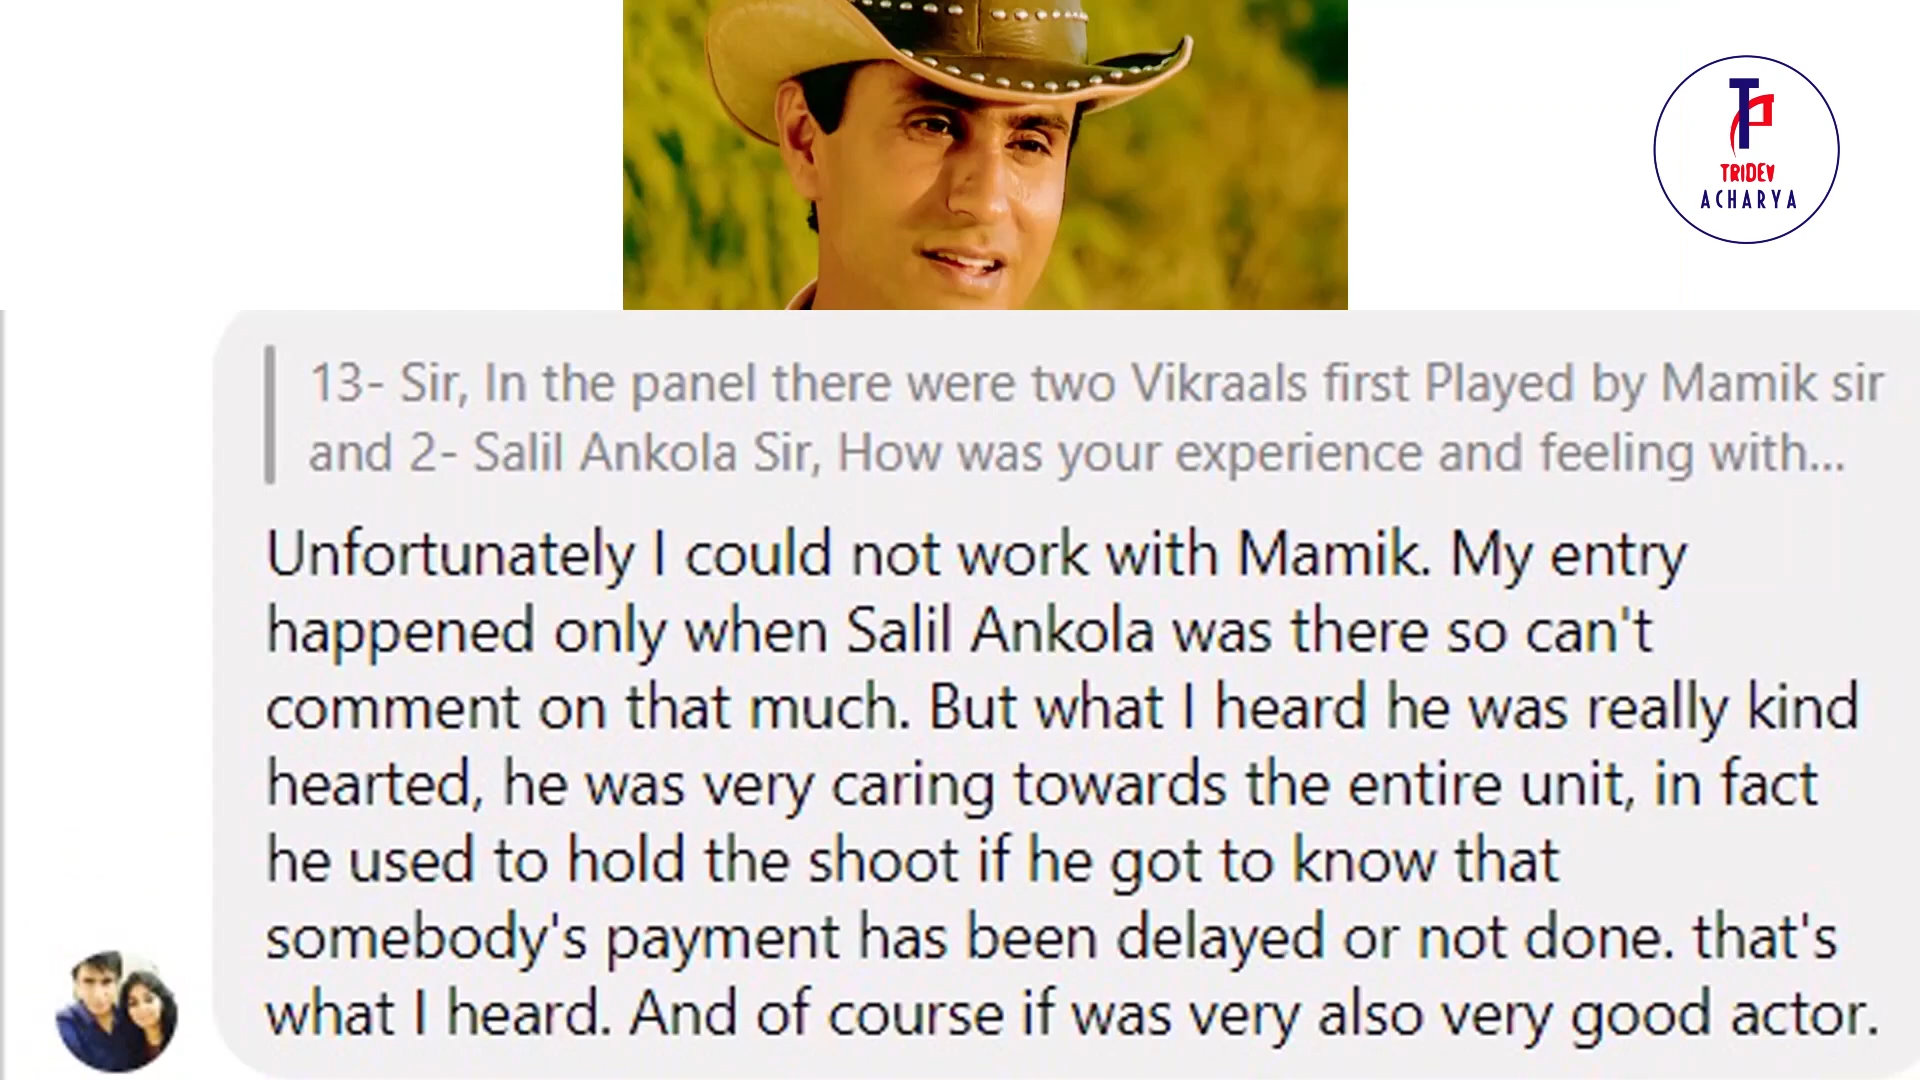 TRIDEV
ACHARYA
13- Sir, In the panel there were two Vikraals first Played by Mamik sir
and 2- Salil Ankola Sir, How was your experience and feeling with...
Unfortunately I could not work with Mamik. My entry
happened only when Salil Ankola was there so can't
comment on that much. But what I heard he was really kind
hearted, he was very caring towards the entire unit, in fact
he used to hold the shoot if he got to know that
somebody's payment has been delayed or not done. that's
what I heard. And of course if was very also very good actor.